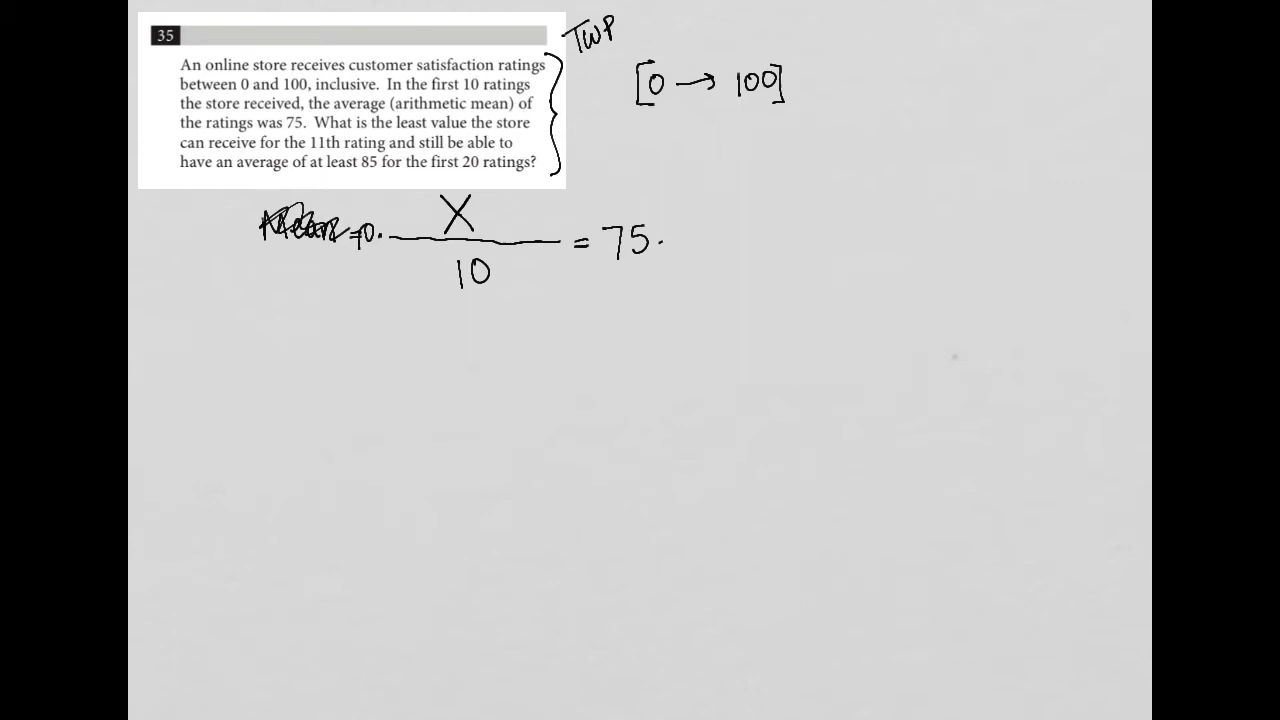 35
TWP
An online store receives customer satisfaction ratings
between 0 and 100, inclusive. In the first 10 ratings
the store received, the average (arithmetic mean) of
the ratings was 75. What is the least value the store
can receive for the 11th rating and still be able to
have an average of at least 85 for the first 20 ratings?
[0 → 100]
X
= 75.
10